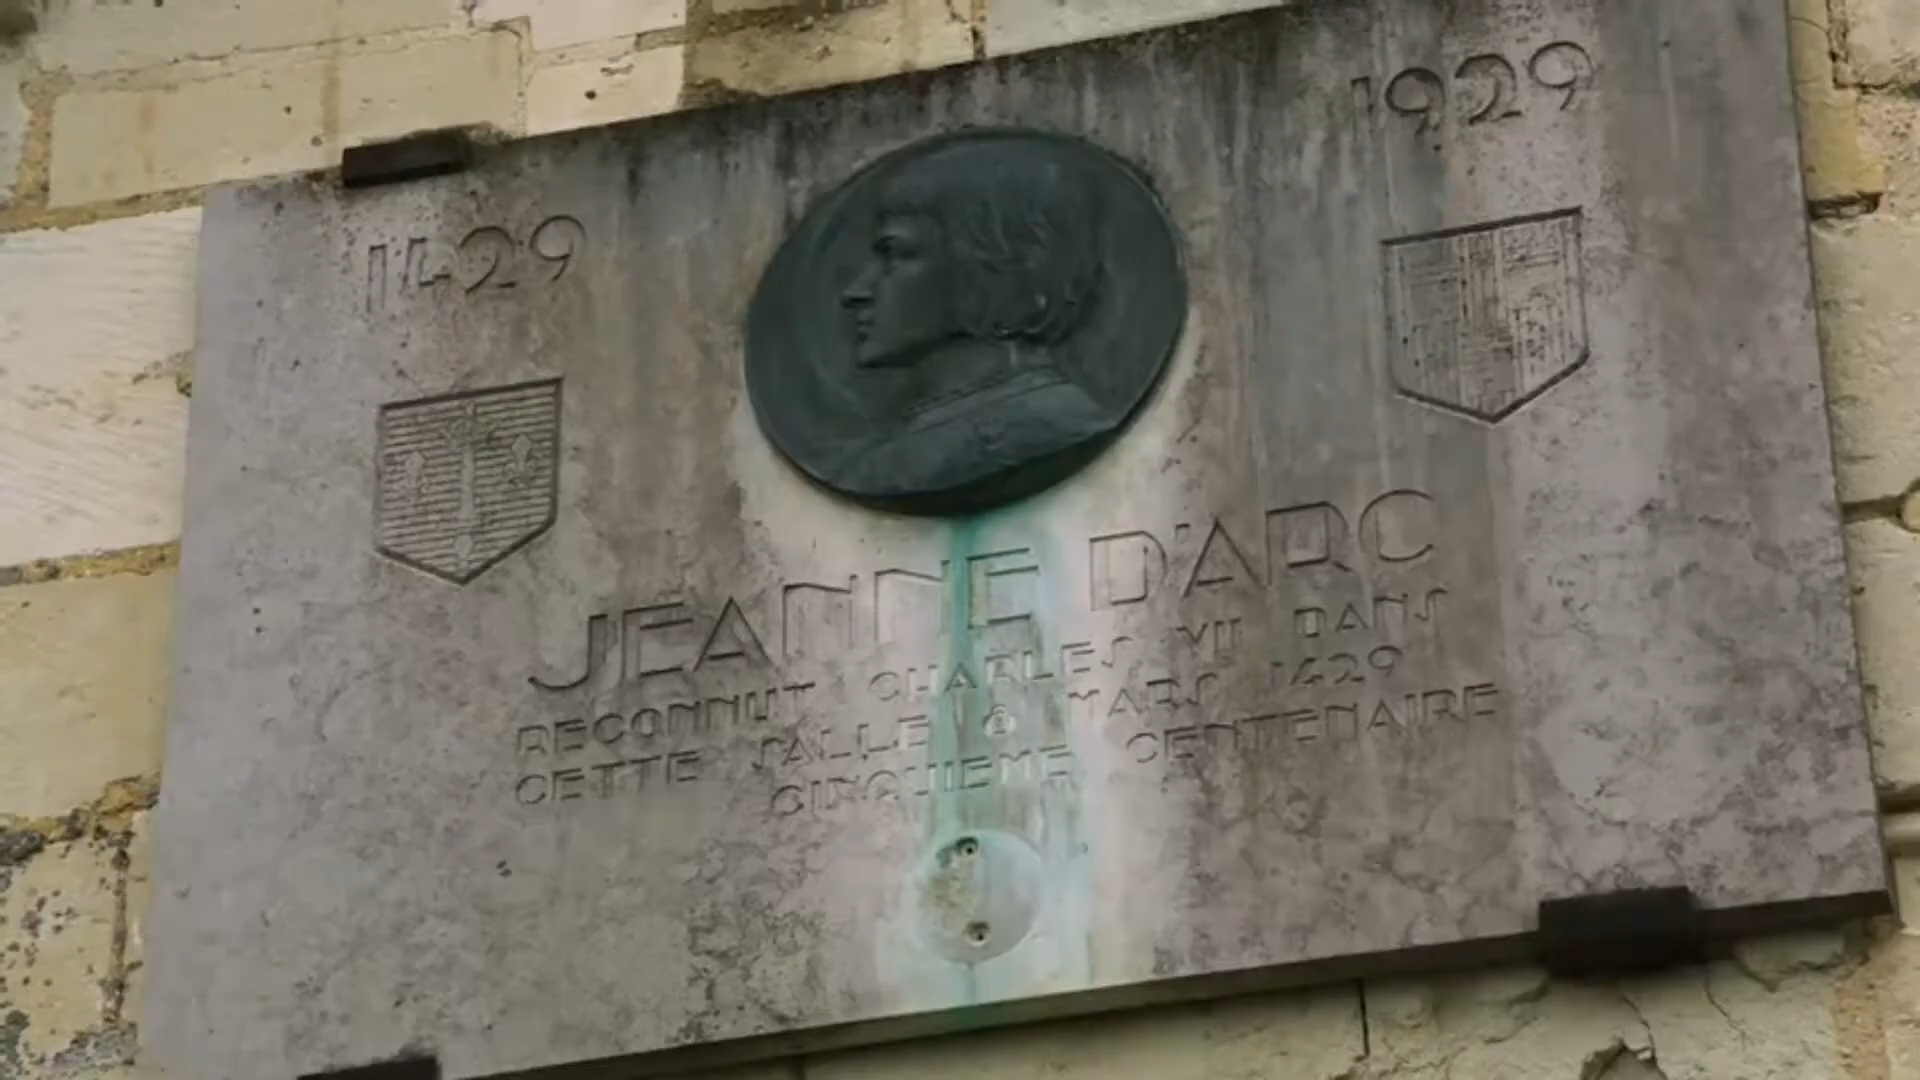 1429
1929
JEANNE D'ARC
RECONNUT CHARLES VII DANS
CETTE SALLE 8 MARS 1429
CINQUIEME CENTENAIRE